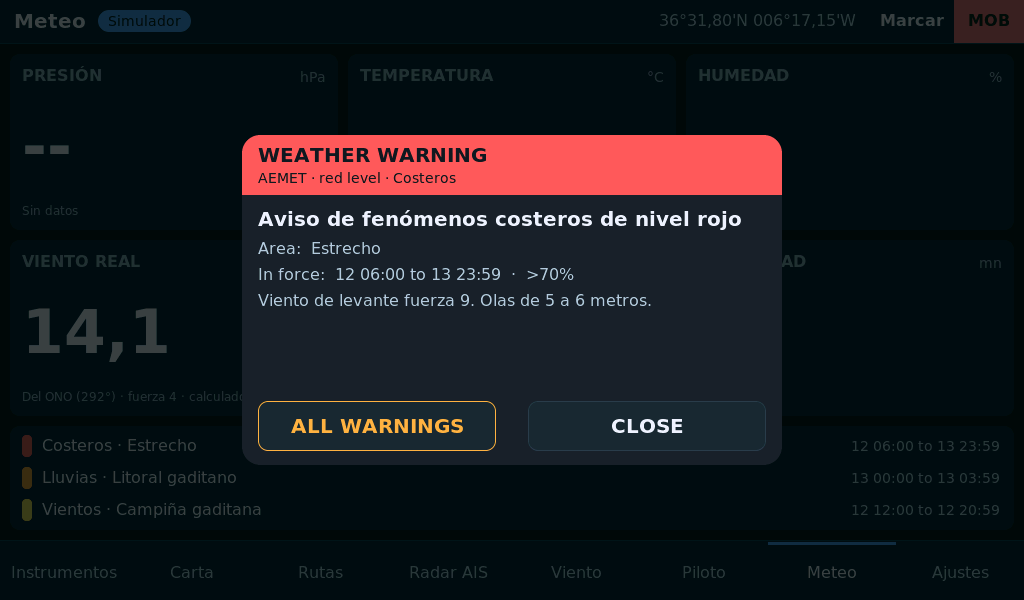 Meteo
Simulador
36°31,80'N 006°17,15'W
Marcar
MOB
PRESIÓN
hPa
TEMPERATURA
°C
HUMEDAD
%
--
Sin datos
WEATHER WARNING
AEMET · red level · Costeros
Aviso de fenómenos costeros de nivel rojo
Area: Estrecho
In force: 12 06:00 to 13 23:59 · >70%
Viento de levante fuerza 9. Olas de 5 a 6 metros.
ALL WARNINGS
CLOSE
VIENTO REAL
mn
14,1
Del ONO (292°) · fuerza 4 ·
Costeros · Estrecho
12 06:00 to 13 23:59
Lluvias · Litoral gaditano
13 00:00 to 13 03:59
Vientos · Campiña gaditana
12 12:00 to 12 20:59
Instrumentos
Carta
Rutas
Radar AIS
Viento
Piloto
Meteo
Ajustes